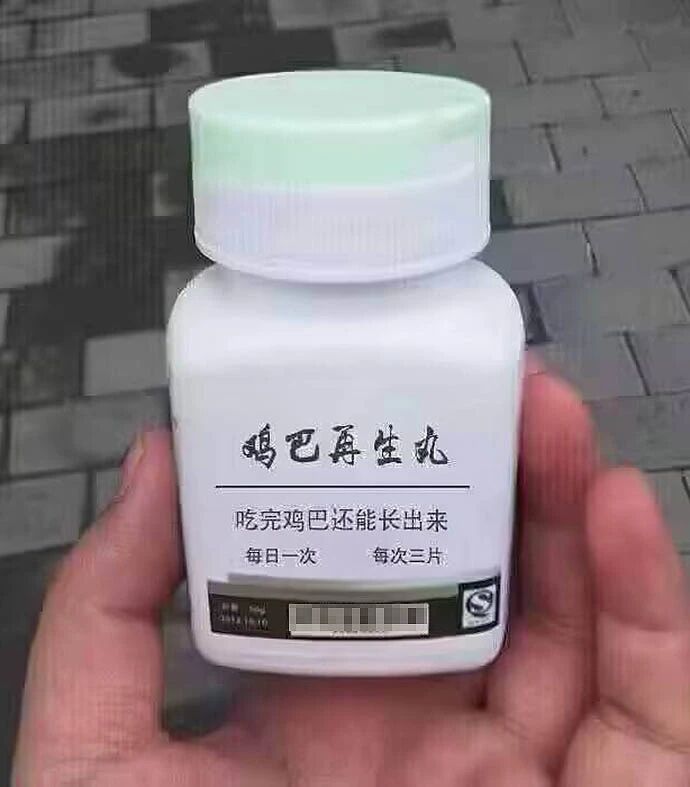 鸡巴再生丸
吃完鸡巴还能长出来
每日一次 每次三片